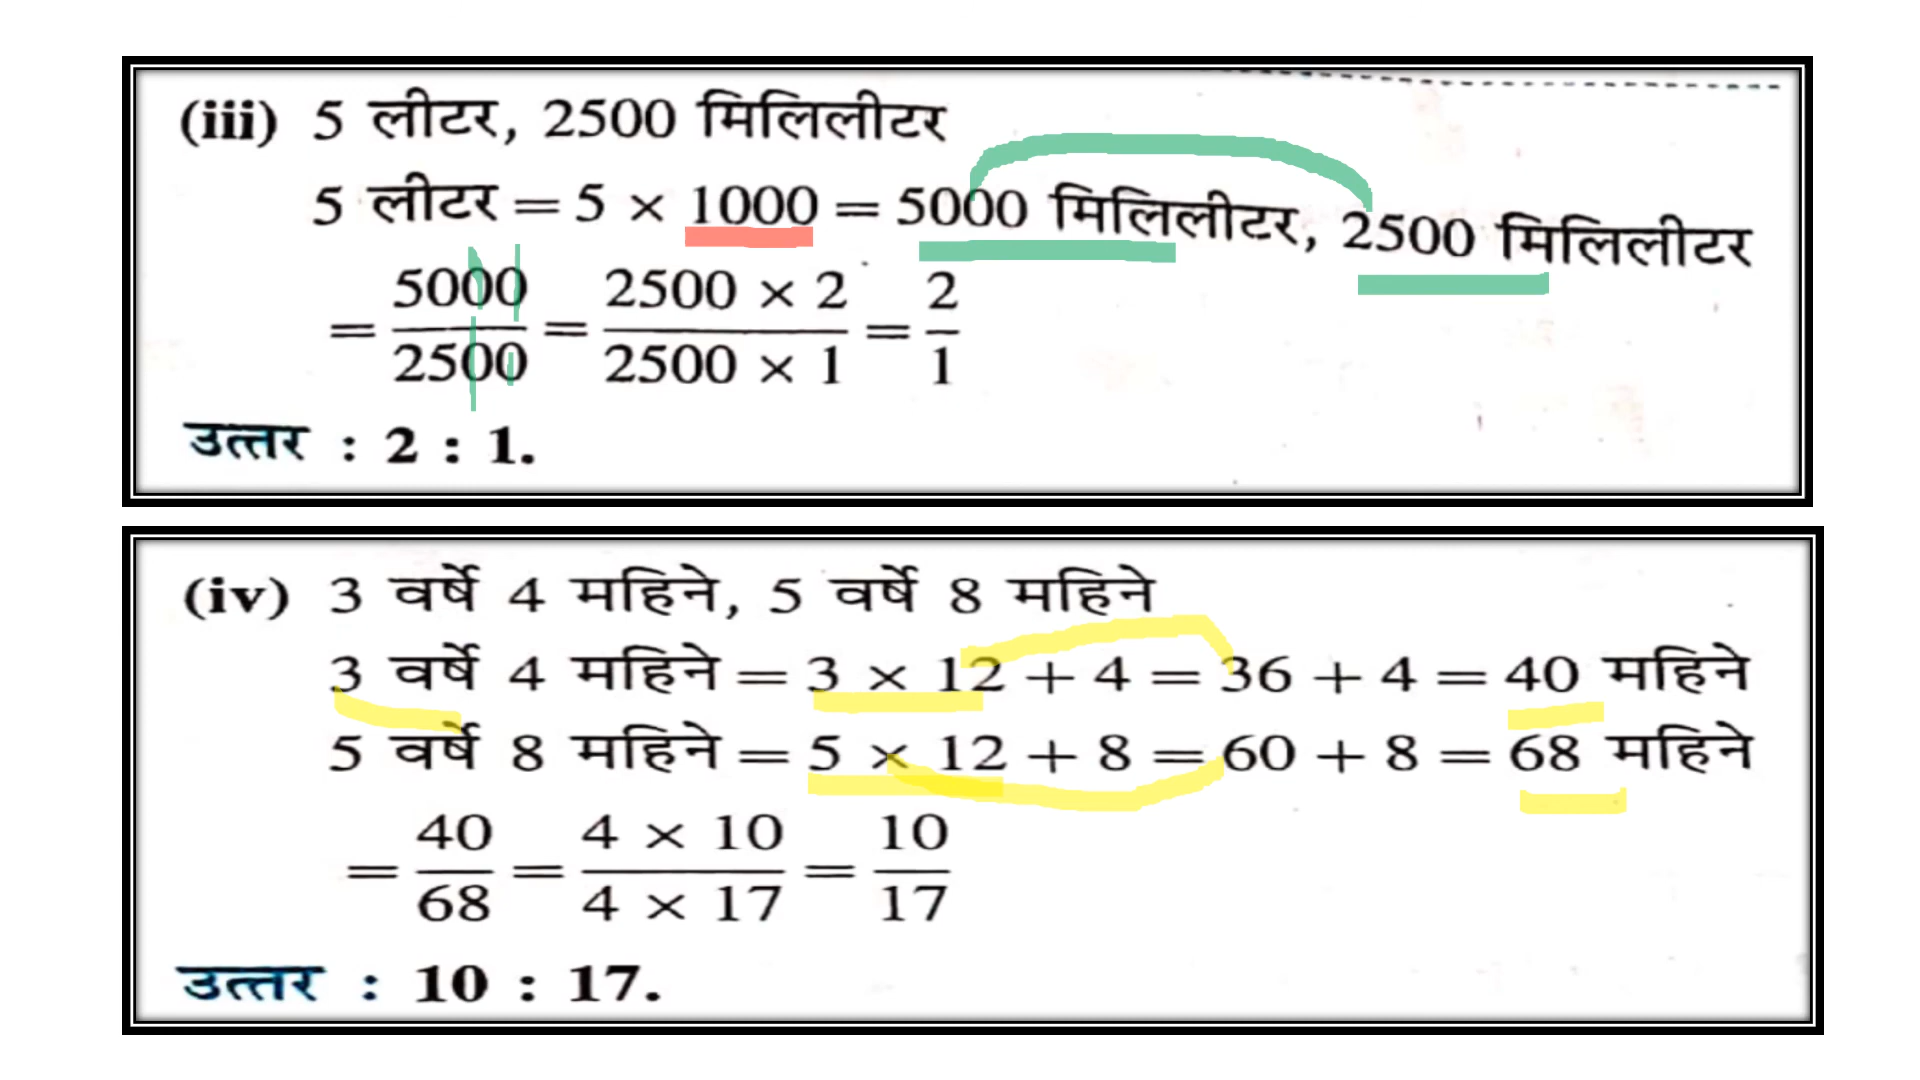 (iii) 5 लीटर, 2500 मिलिलीटर
5 लीटर = 5 × 1000 = 5000 मिलिलीटर, 2500 मिलिलीटर
= 5000/2500 = 2500 × 2/2500 × 1 = 2/1
उत्तर : 2 : 1.
(iv) 3 वर्षे 4 महिने, 5 वर्षे 8 महिने
3 वर्षे 4 महिने = 3 × 12 + 4 = 36 + 4 = 40 महिने
5 वर्षे 8 महिने = 5 × 12 + 8 = 60 + 8 = 68 महिने
= 40/68 = 4 × 10/4 × 17 = 10/17
उत्तर : 10 : 17.